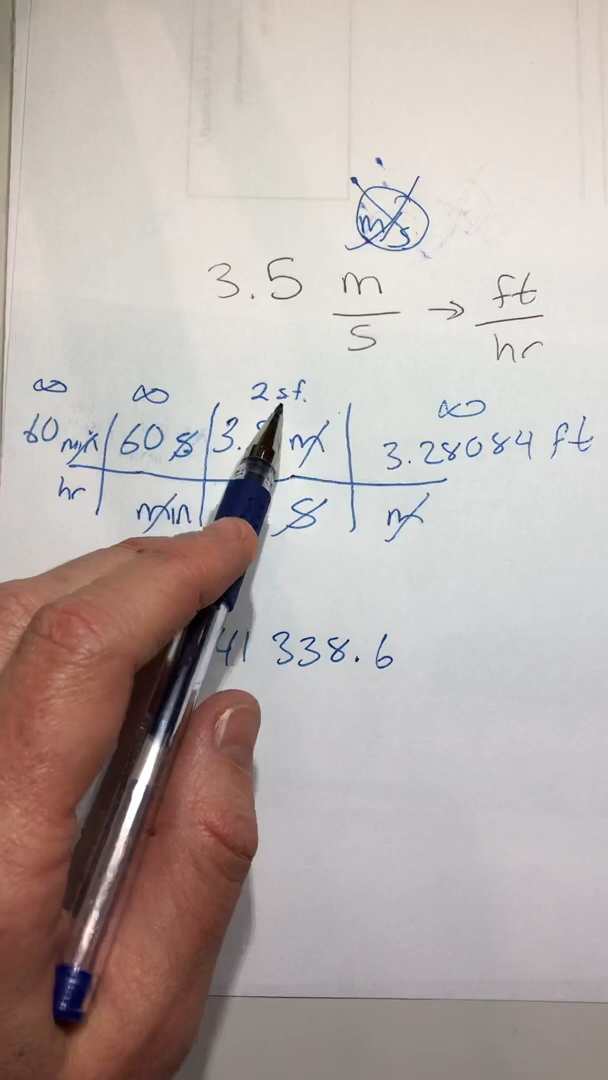 m/s
3.5 m/s → ft/hr
∞ ∞ 2 sf. ∞
60 min 60 s 3. m 3.28084 ft
hr min s m
41 338.6